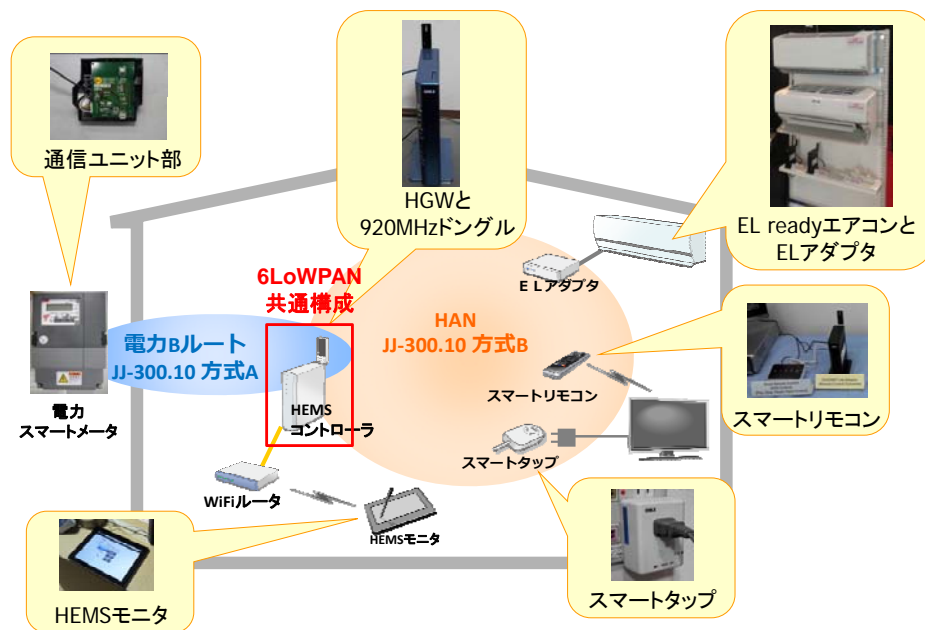 通信ユニット部
HGWと
920MHzドングル
EL readyエアコンと
ELアダプタ
6LoWPAN
共通構成
ELアダプタ
HAN
JJ-300.10 方式B
電力Bルート
JJ-300.10 方式A
HEMS
コントローラ
電力
スマートメータ
スマートリモコン
スマートリモコン
スマートタップ
WiFiルータ
HEMSモニタ
HEMSモニタ
スマートタップ